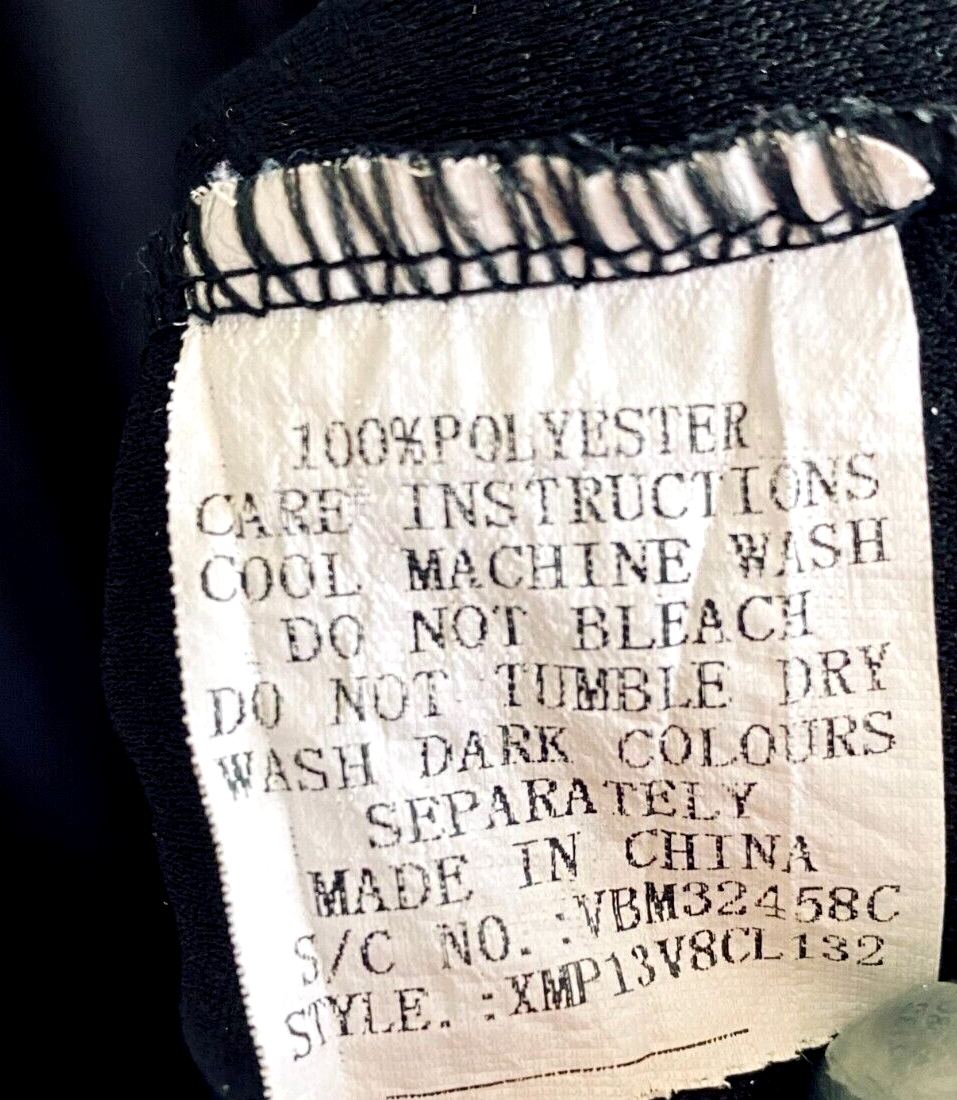 100%POLYESTER
CARE INSTRUCTIONS
COOL MACHINE WASH
DO NOT BLEACH
DO NOT TUMBLE DRY
WASH DARK COLOURS
SEPARATELY
MADE IN CHINA
S/C NO. :VBM32458C
STYLE. :XMP13V8CL132